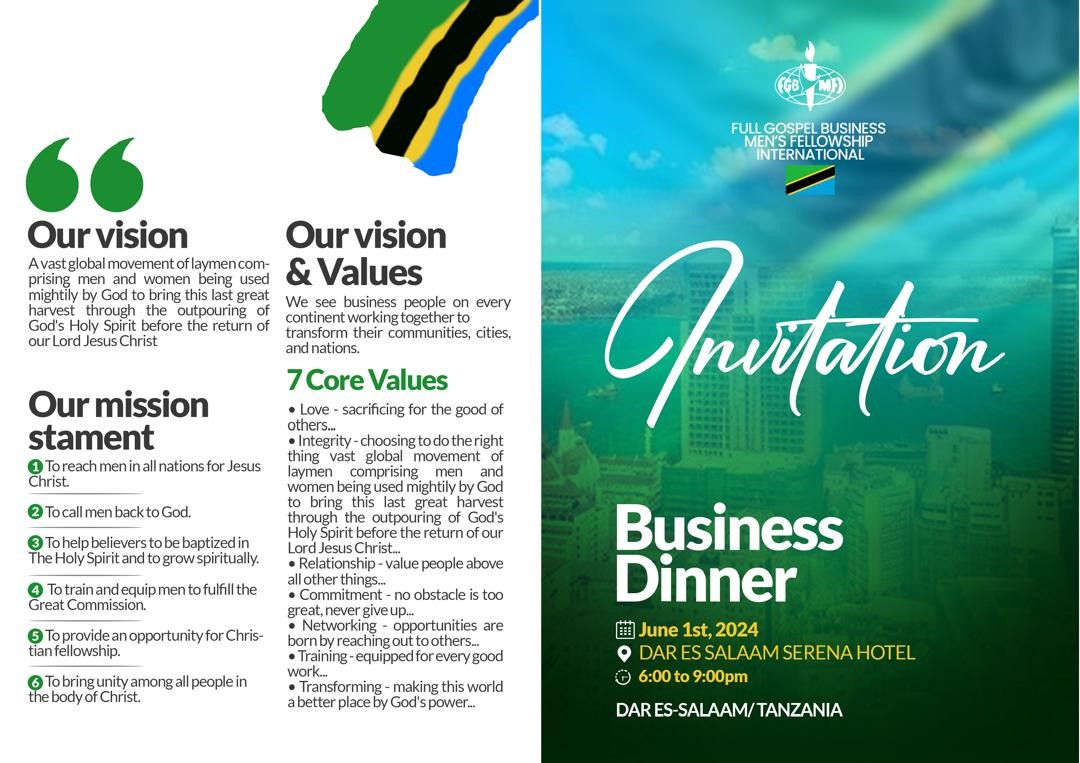 Our vision
A vast global movement of laymen com-
prising men and women being used
mightily by God to bring this last great
harvest through the outpouring of
God's Holy Spirit before the return of
our Lord Jesus Christ
Our mission
stament
1 To reach men in all nations for Jesus
Christ.
2 To call men back to God.
3 To help believers to be baptized in
The Holy Spirit and to grow spiritually.
4 To train and equip men to fulfill the
Great Commission.
5 To provide an opportunity for Chris-
tian fellowship.
6 To bring unity among all people in
the body of Christ.
Our vision
& Values
We see business people on every
continent working together to
transform their communities, cities,
and nations.
7 Core Values
• Love - sacrificing for the good of
others...
• Integrity - choosing to do the right
thing vast global movement of
laymen comprising men and
women being used mightily by God
to bring this last great harvest
through the outpouring of God's
Holy Spirit before the return of our
Lord Jesus Christ...
• Relationship - value people above
all other things...
• Commitment - no obstacle is too
great, never give up...
• Networking - opportunities are
born by reaching out to others...
• Training - equipped for every good
work...
• Transforming - making this world
a better place by God's power...
FGB MFI
FULL GOSPEL BUSINESS
MEN'S FELLOWSHIP
INTERNATIONAL
Invitation
Business
Dinner
June 1st, 2024
DAR ES SALAAM SERENA HOTEL
6:00 to 9:00pm
DAR ES-SALAAM/ TANZANIA